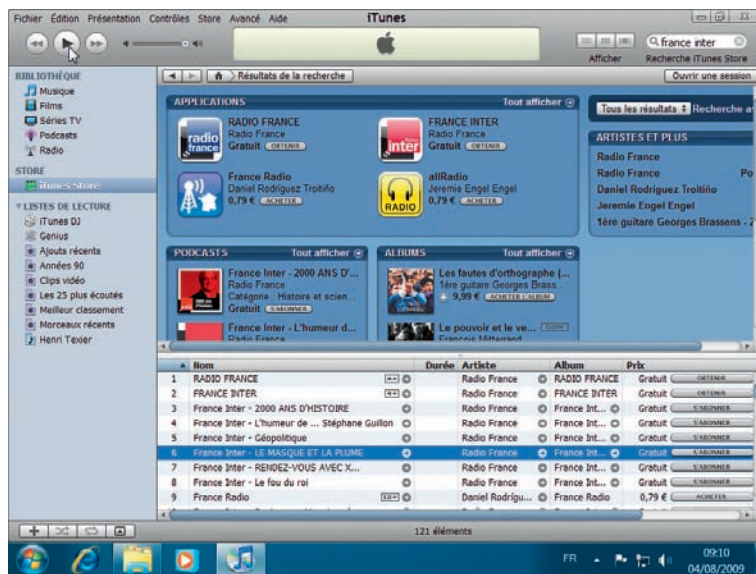 Fichier Édition Présentation Contrôles Store Avancé Aide
iTunes
france inter
Afficher
Recherche iTunes Store
BIBLIOTHÈQUE
Musique
Films
Séries TV
Podcasts
Radio
STORE
iTunes Store
LISTES DE LECTURE
iTunes DJ
Genius
Ajouts récents
Années 90
Clips vidéo
Les 25 plus écoutés
Meilleur classement
Morceaux récents
Henri Texier
Résultats de la recherche
Ouvrir une session
APPLICATIONS
Tout afficher
radio france
RADIO FRANCE
Radio France
Gratuit OBTENIR
inter
FRANCE INTER
Radio France
Gratuit OBTENIR
France Radio
Daniel Rodríguez Troitiño
0,79 € ACHETER
RADIO
allRadio
Jeremie Engel Engel
0,79 € ACHETER
Tous les résultats Recherche
ARTISTES ET PLUS
Radio France
Radio France Po
Daniel Rodríguez Troitiño
Jeremie Engel Engel
1ère guitare Georges Brassens - 2
PODCASTS
Tout afficher
France Inter - 2000 ANS D'...
Radio France
Catégorie : Histoire et scien...
Gratuit S'ABONNER
France Inter - L'humeur d...
Radio France
ALBUMS
Tout afficher
Les fautes d'orthographe (...
1ère guitare Georges Brass...
9,99 € ACHETER L'ALBUM
Le pouvoir et le ve...
François Mitterrand
Nom Durée Artiste Album Prix
1 RADIO FRANCE Radio France RADIO FRANCE Gratuit OBTENIR
2 FRANCE INTER Radio France FRANCE INTER Gratuit OBTENIR
3 France Inter - 2000 ANS D'HISTOIRE Radio France France Int... Gratuit S'ABONNER
4 France Inter - L'humeur de ... Stéphane Guillon Radio France France Int... Gratuit S'ABONNER
5 France Inter - Géopolitique Radio France France Int... Gratuit S'ABONNER
6 France Inter - LE MASQUE ET LA PLUME Radio France France Int... Gratuit S'ABONNER
7 France Inter - RENDEZ-VOUS AVEC X... Radio France France Int... Gratuit S'ABONNER
8 France Inter - Le fou du roi Radio France France Int... Gratuit S'ABONNER
9 France Radio Daniel Rodrígu... France Radio 0,79 € ACHETER
121 éléments
FR
09:10
04/08/2009